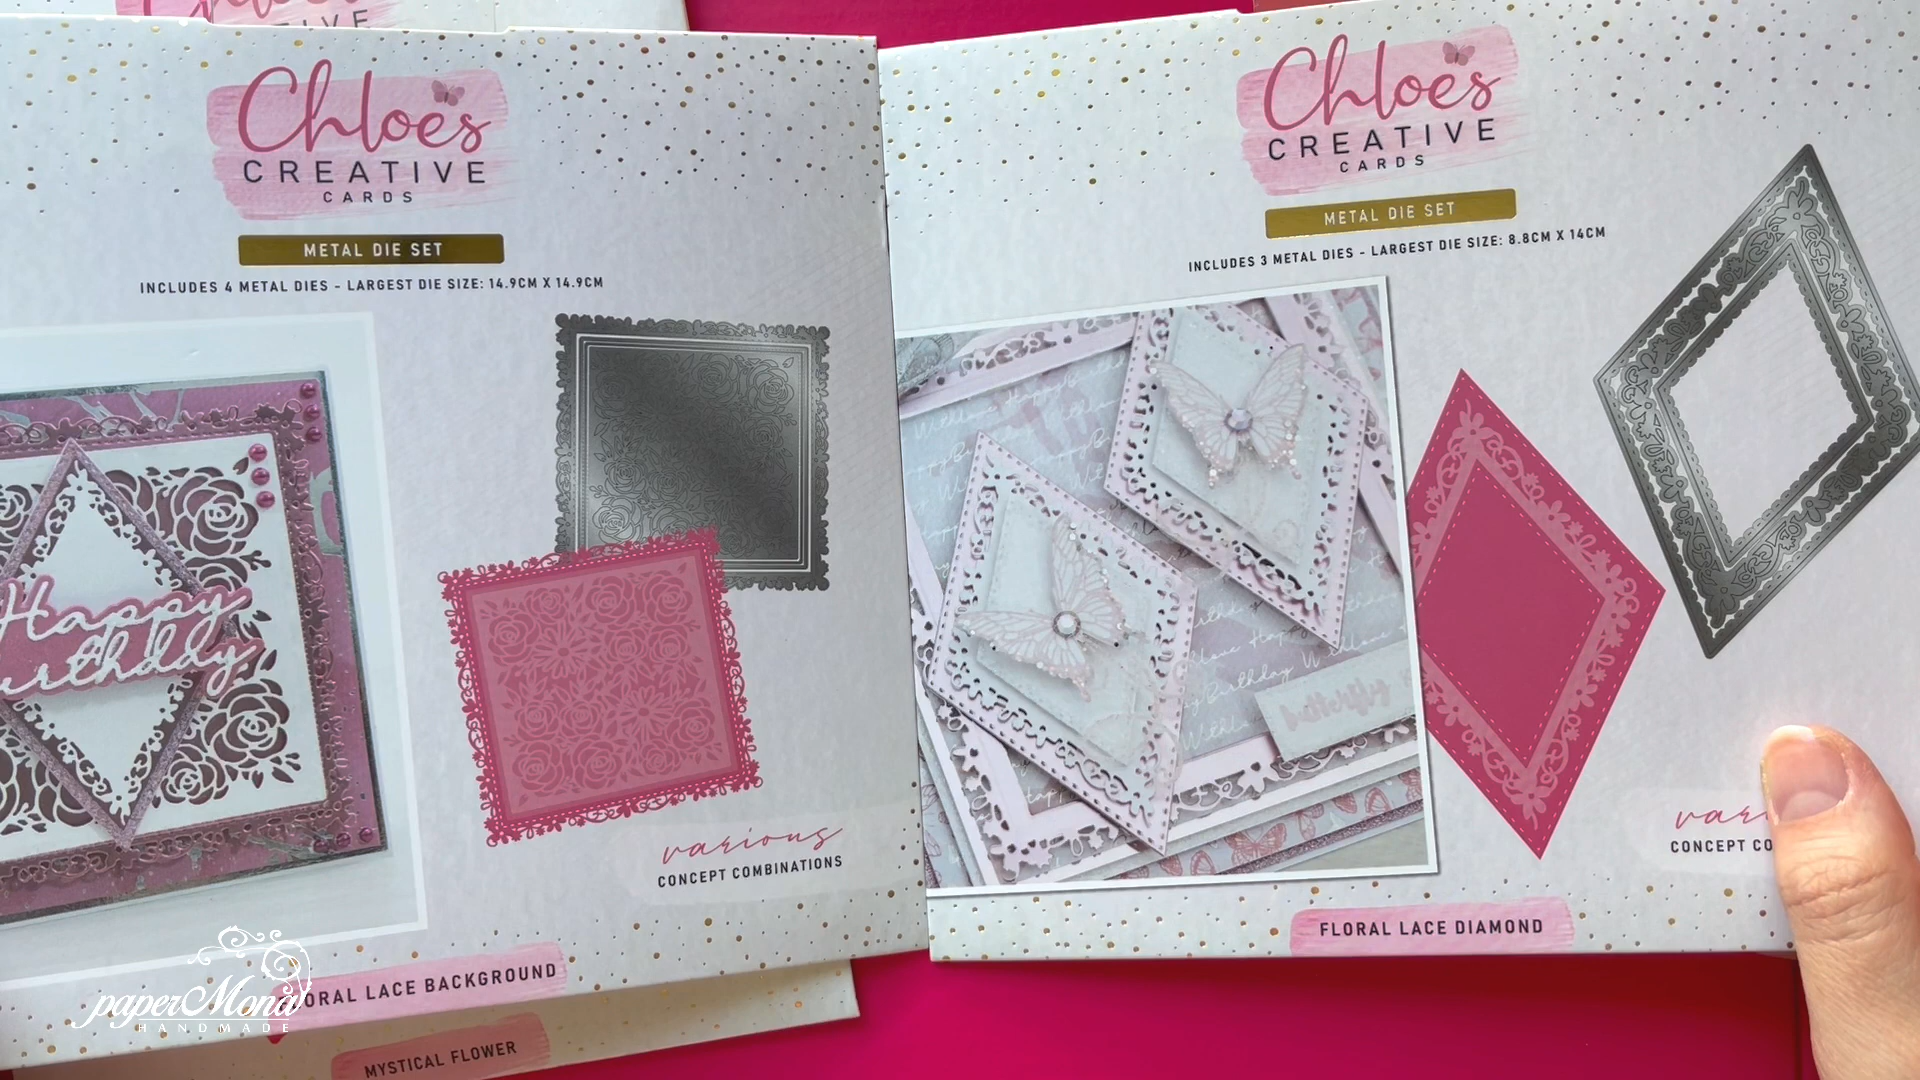 Chloes
CREATIVE
CARDS
METAL DIE SET
INCLUDES 4 METAL DIES - LARGEST DIE SIZE: 14.9CM X 14.9CM
Happy
various
CONCEPT COMBINATIONS
LACE BACKGROUND
paperMona
HANDMADE
MYSTICAL FLOWER
Chloes
CREATIVE
CARDS
METAL DIE SET
INCLUDES 3 METAL DIES - LARGEST DIE SIZE: 8.8CM X 14CM
butterfly
CONCEPT
FLORAL LACE DIAMOND